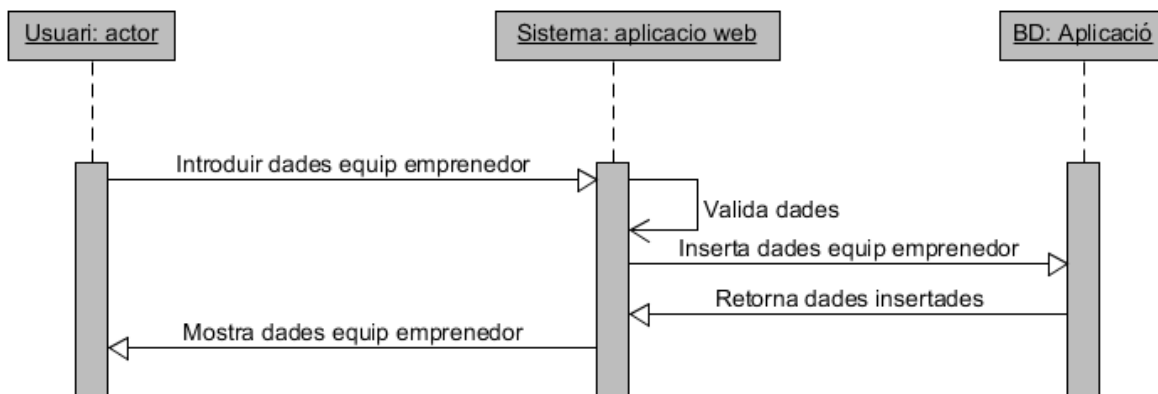 Usuari: actor
Sistema: aplicacio web
BD: Aplicació
Introduir dades equip emprenedor
Valida dades
Inserta dades equip emprenedor
Retorna dades insertades
Mostra dades equip emprenedor